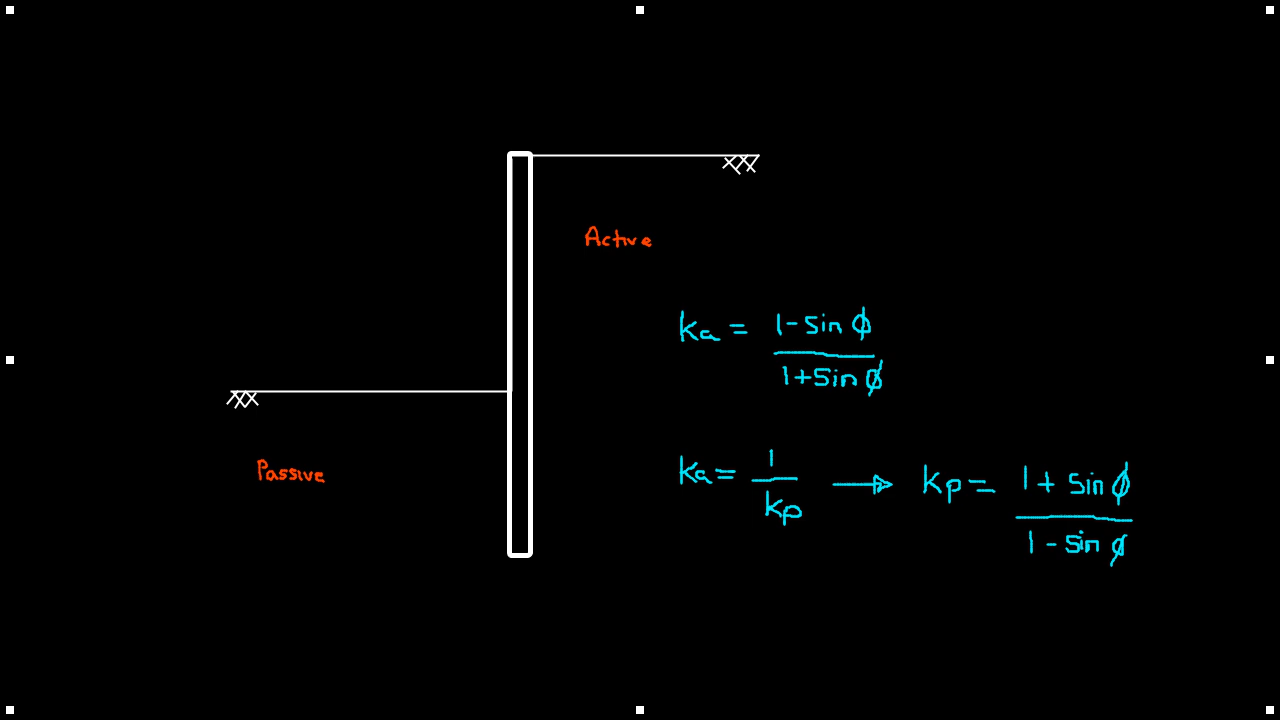 Active
ka = 1 - sin φ / 1 + sin φ
Passive
ka = 1 / kp → kp = 1 + sin φ / 1 - sin φ